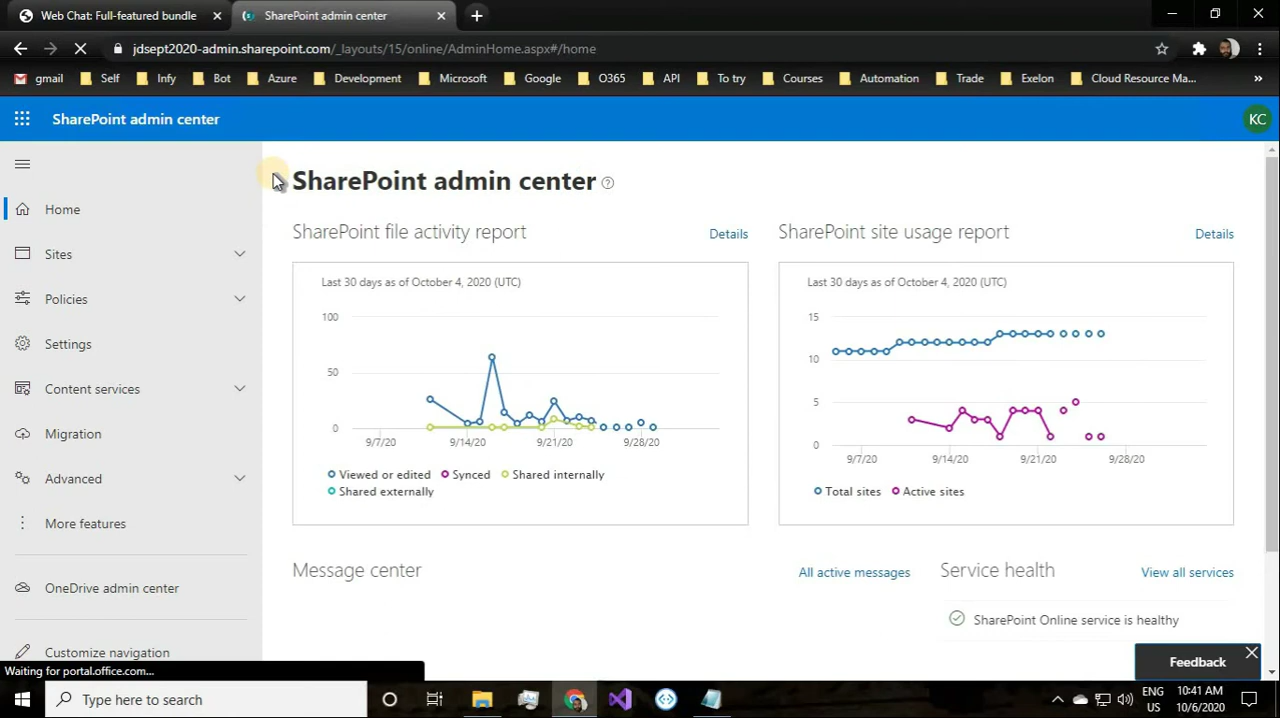 Web Chat: Full-featured bundle
SharePoint admin center
jdsept2020-admin.sharepoint.com/_layouts/15/online/AdminHome.aspx#/home
gmail Self Infy Bot Azure Development Microsoft Google O365 API To try Courses Automation Trade Exelon Cloud Resource Ma... »
SharePoint admin center
KC
Home
Sites
Policies
Settings
Content services
Migration
Advanced
More features
OneDrive admin center
Customize navigation
SharePoint admin center
SharePoint file activity report
Details
Last 30 days as of October 4, 2020 (UTC)
100
50
0
9/7/20 9/14/20 9/21/20 9/28/20
Viewed or edited Synced Shared internally
Shared externally
SharePoint site usage report
Details
Last 30 days as of October 4, 2020 (UTC)
15
10
5
0
9/7/20 9/14/20 9/21/20 9/28/20
Total sites Active sites
Message center
All active messages
Service health
View all services
SharePoint Online service is healthy
Feedback
Waiting for portal.office.com...
Type here to search
ENG
US
10:41 AM
10/6/2020